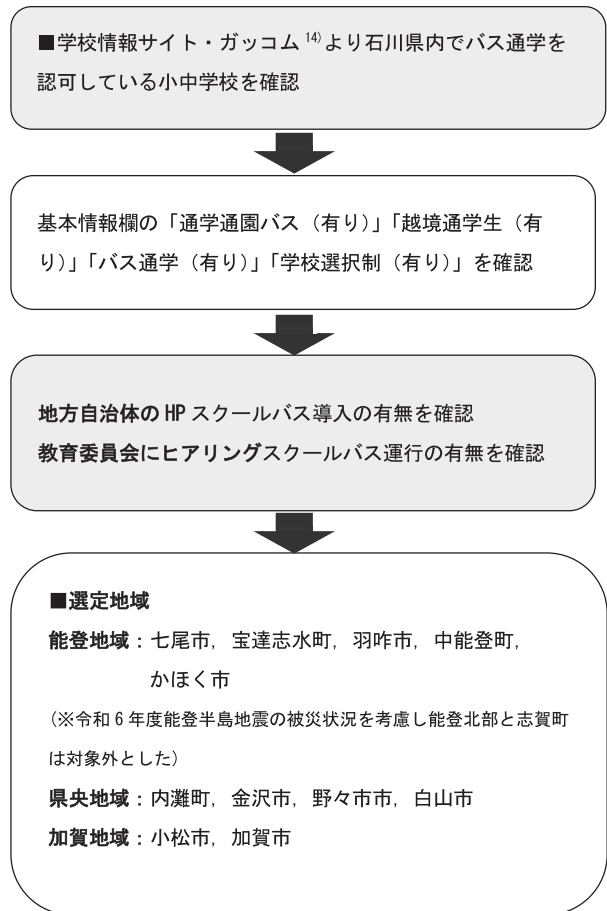 ■学校情報サイト・ガッコム 14)より石川県内でバス通学を
認可している小中学校を確認
基本情報欄の「通学通園バス（有り）」「越境通学生（有
り）」「バス通学（有り）」「学校選択制（有り）」を確認
地方自治体の HP スクールバス導入の有無を確認
教育委員会にヒアリングスクールバス運行の有無を確認
■選定地域
能登地域：七尾市，宝達志水町，羽咋市，中能登町，
かほく市
(※令和 6 年度能登半島地震の被災状況を考慮し能登北部と志賀町
は対象外とした)
県央地域：内灘町，金沢市，野々市市，白山市
加賀地域：小松市，加賀市